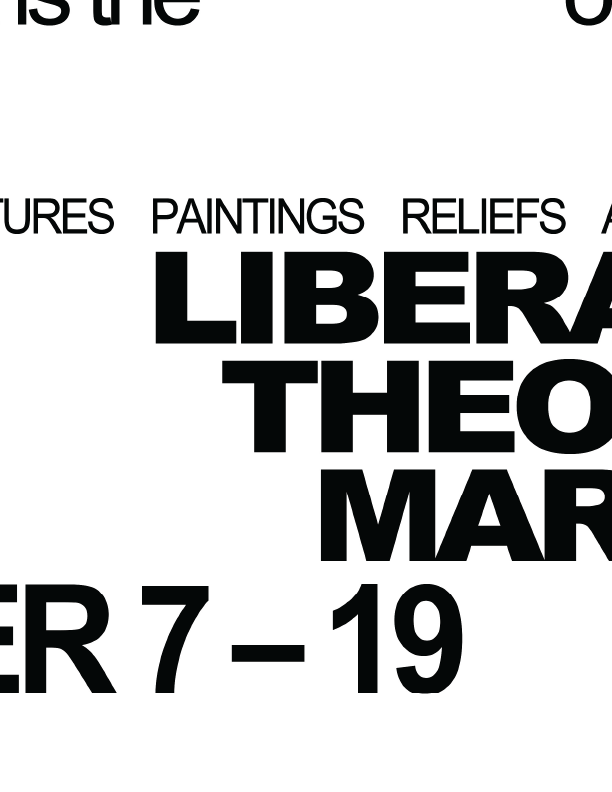 is the o
TURES PAINTINGS RELIEFS A
LIBERA
THEO
MAR
ER 7 – 19